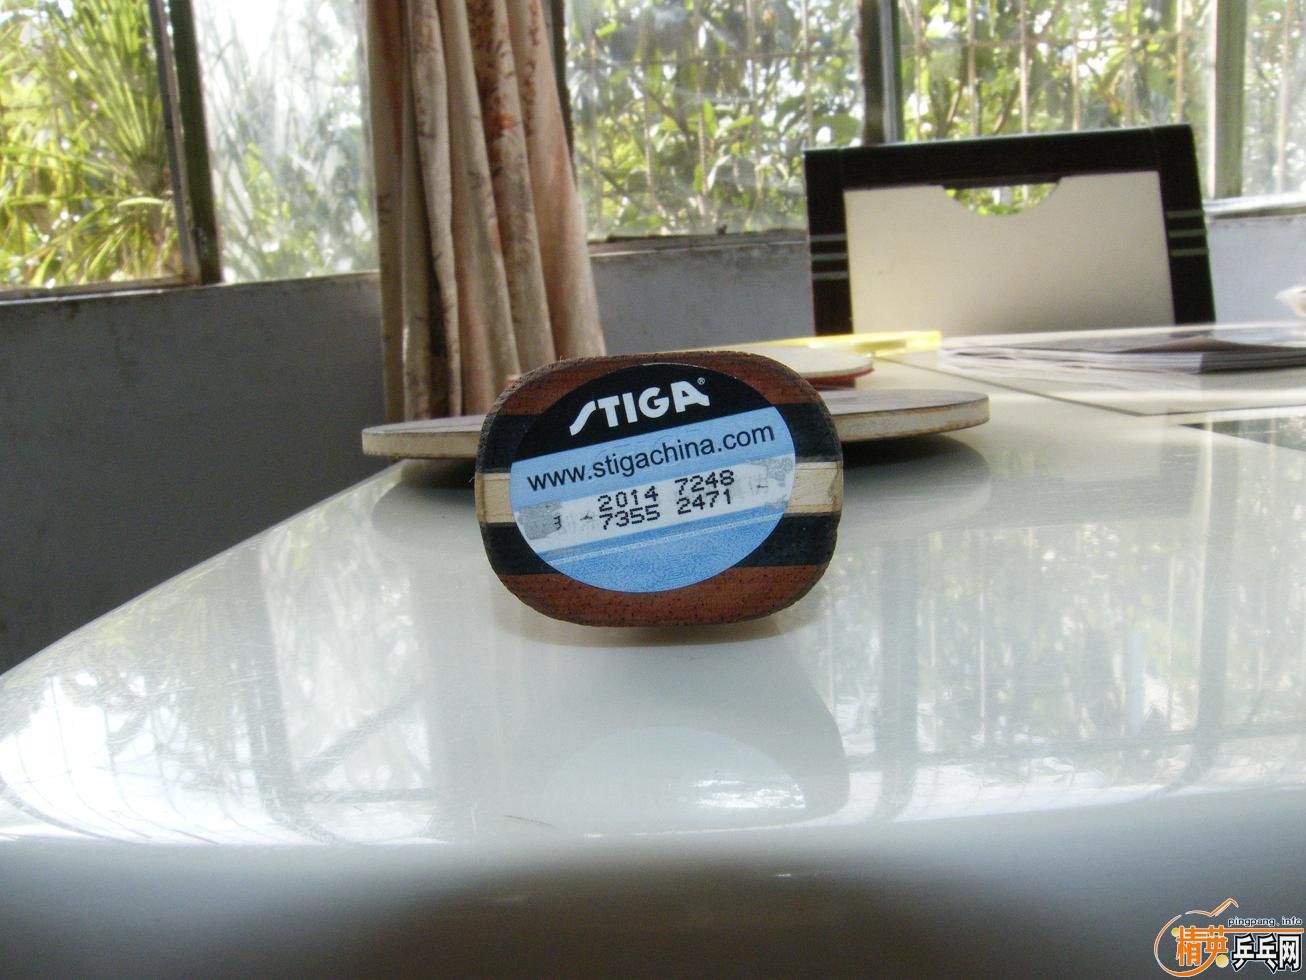 STIGA®
www.stigachina.com
2014 7248
7355 2471
pingpang.info
精英乒乓网